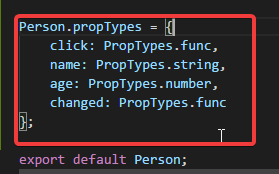 Person.propTypes = {
    click: PropTypes.func,
    name: PropTypes.string,
    age: PropTypes.number,
    changed: PropTypes.func
};
export default Person;